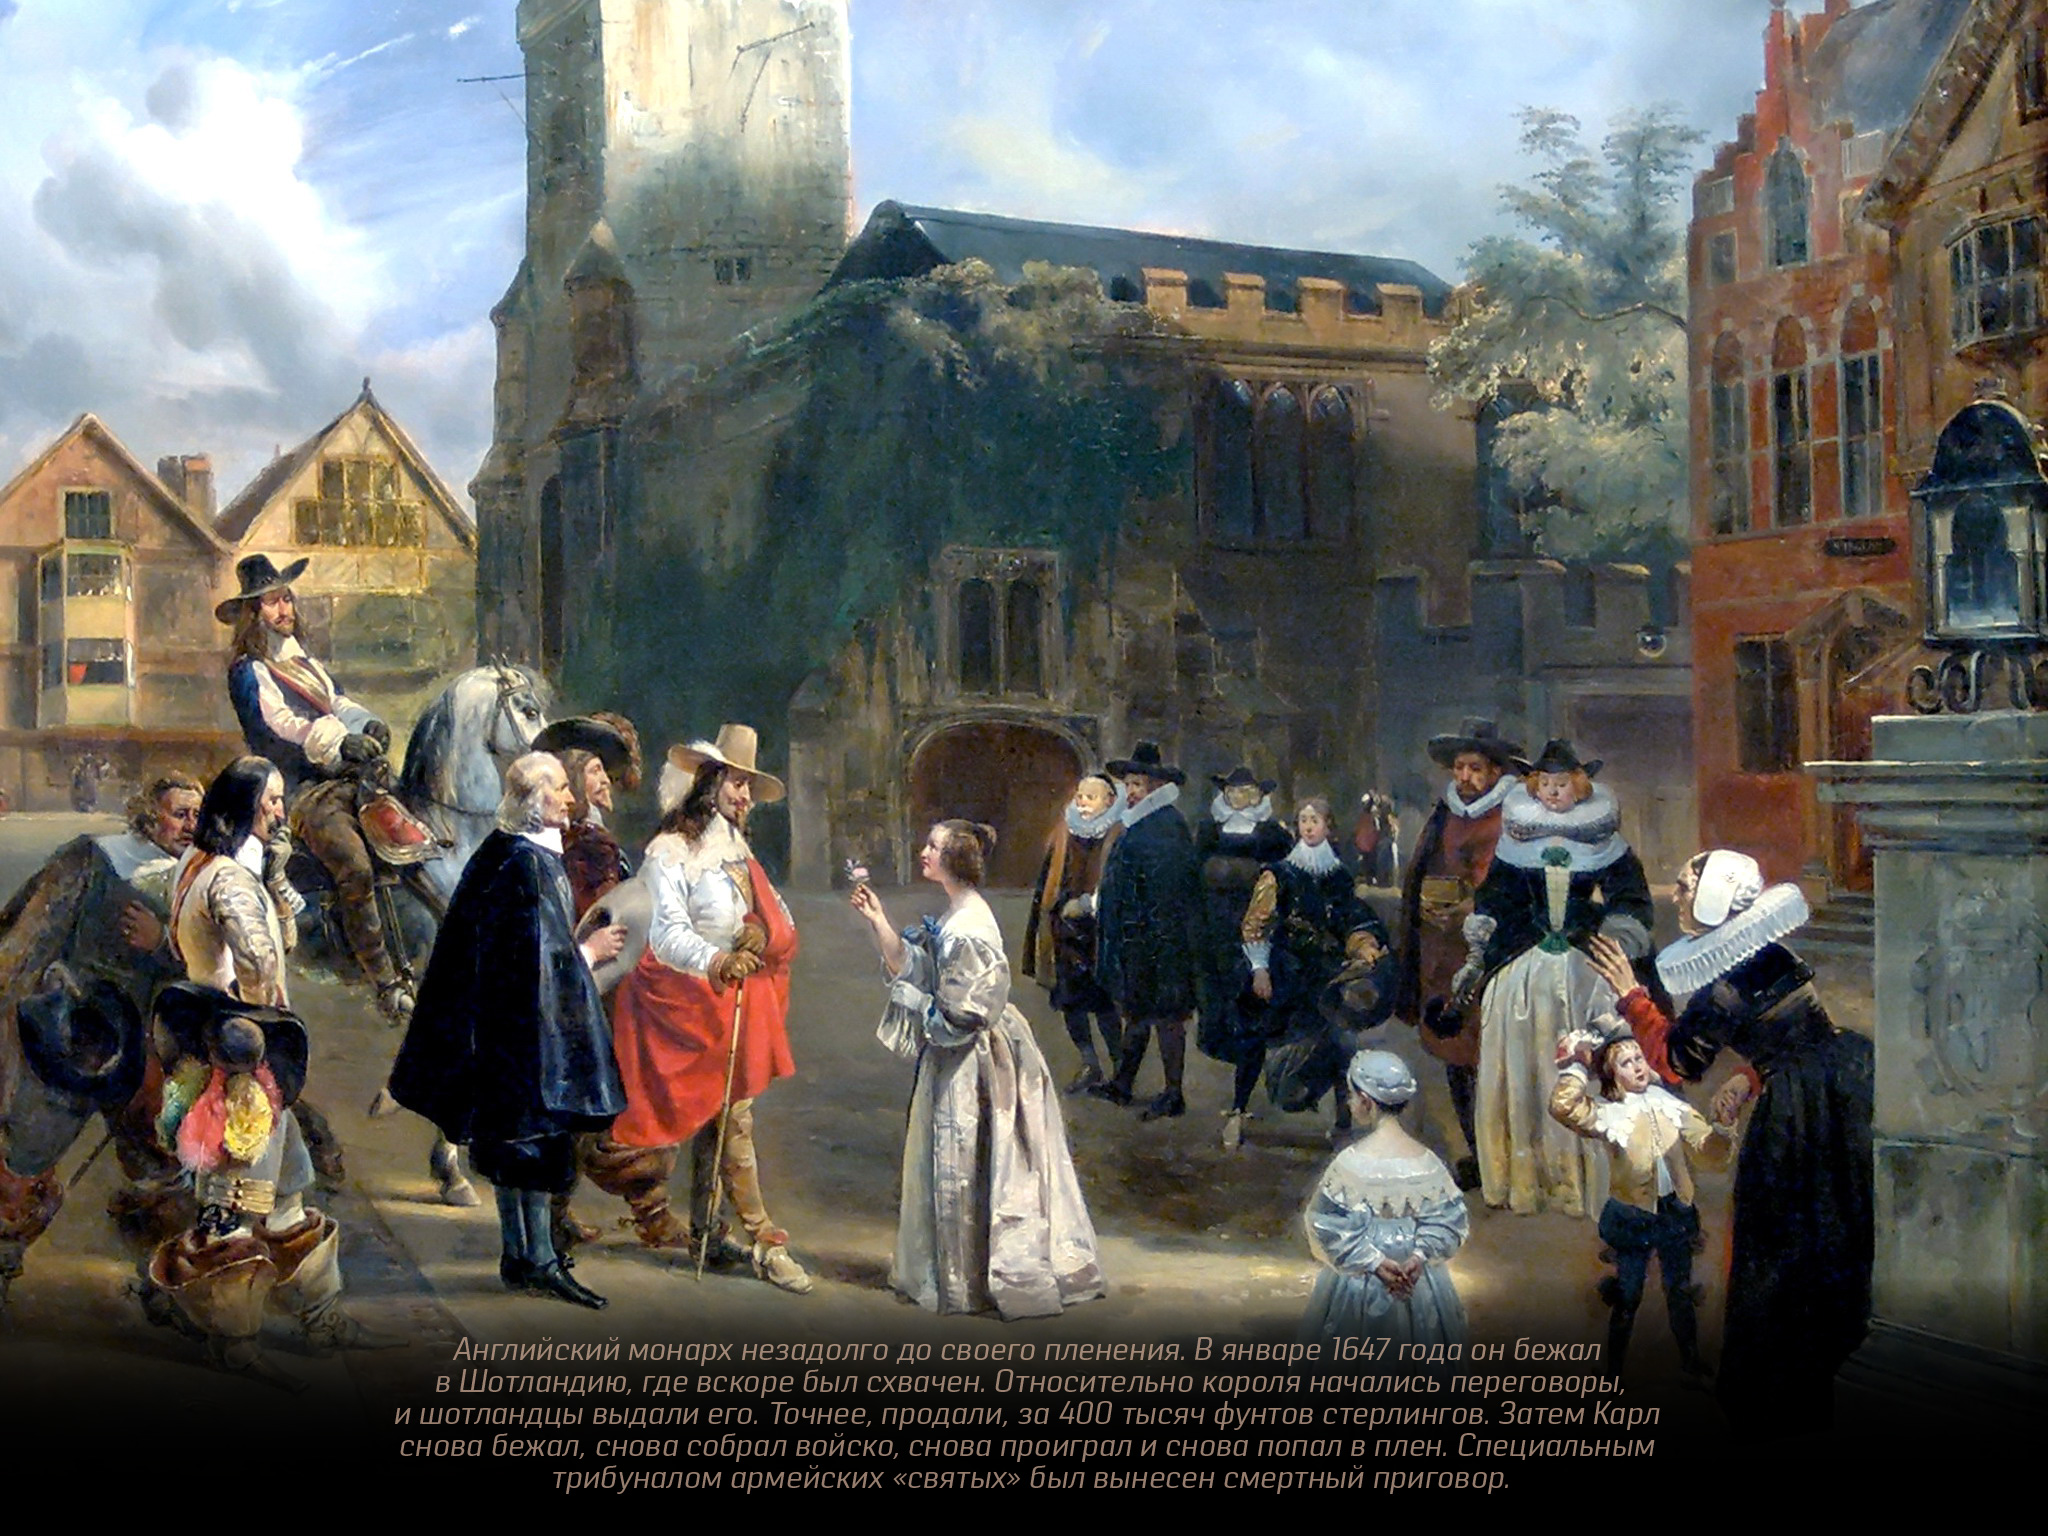 Английский монарх незадолго до своего пленения. В январе 1647 года он бежал
в Шотландию, где вскоре был схвачен. Относительно короля начались переговоры,
и шотландцы выдали его. Точнее, продали, за 400 тысяч фунтов стерлингов. Затем Карл
снова бежал, снова собрал войско, снова проиграл и снова попал в плен. Специальным
трибуналом армейских «святых» был вынесен смертный приговор.